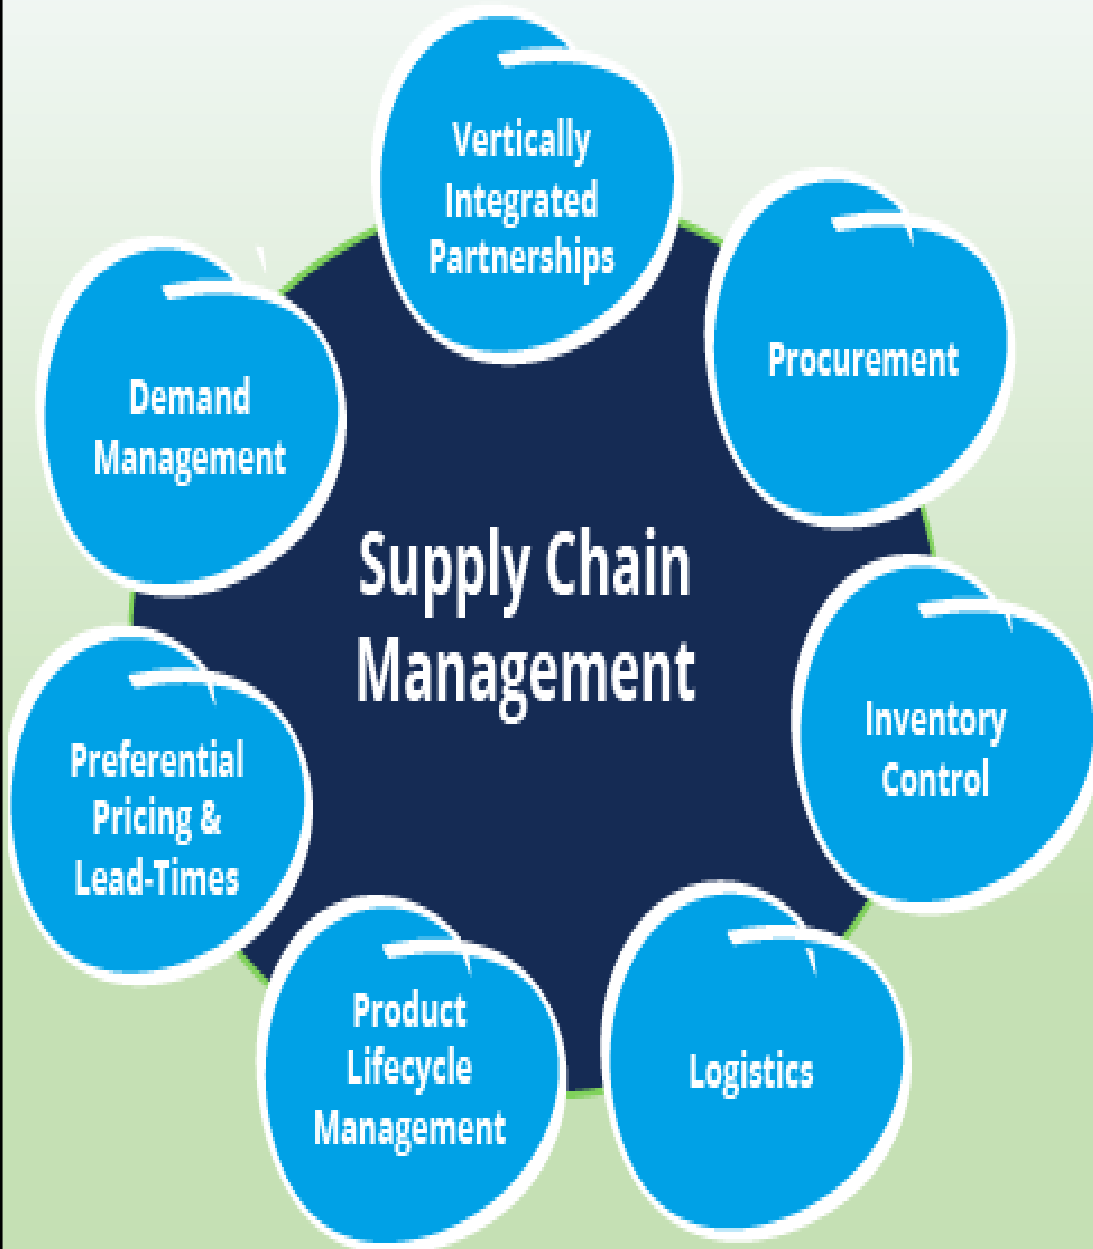 Vertically
Integrated
Partnerships
Procurement
Demand
Management
Supply Chain
Management
Inventory
Control
Preferential
Pricing &
Lead-Times
Product
Lifecycle
Management
Logistics